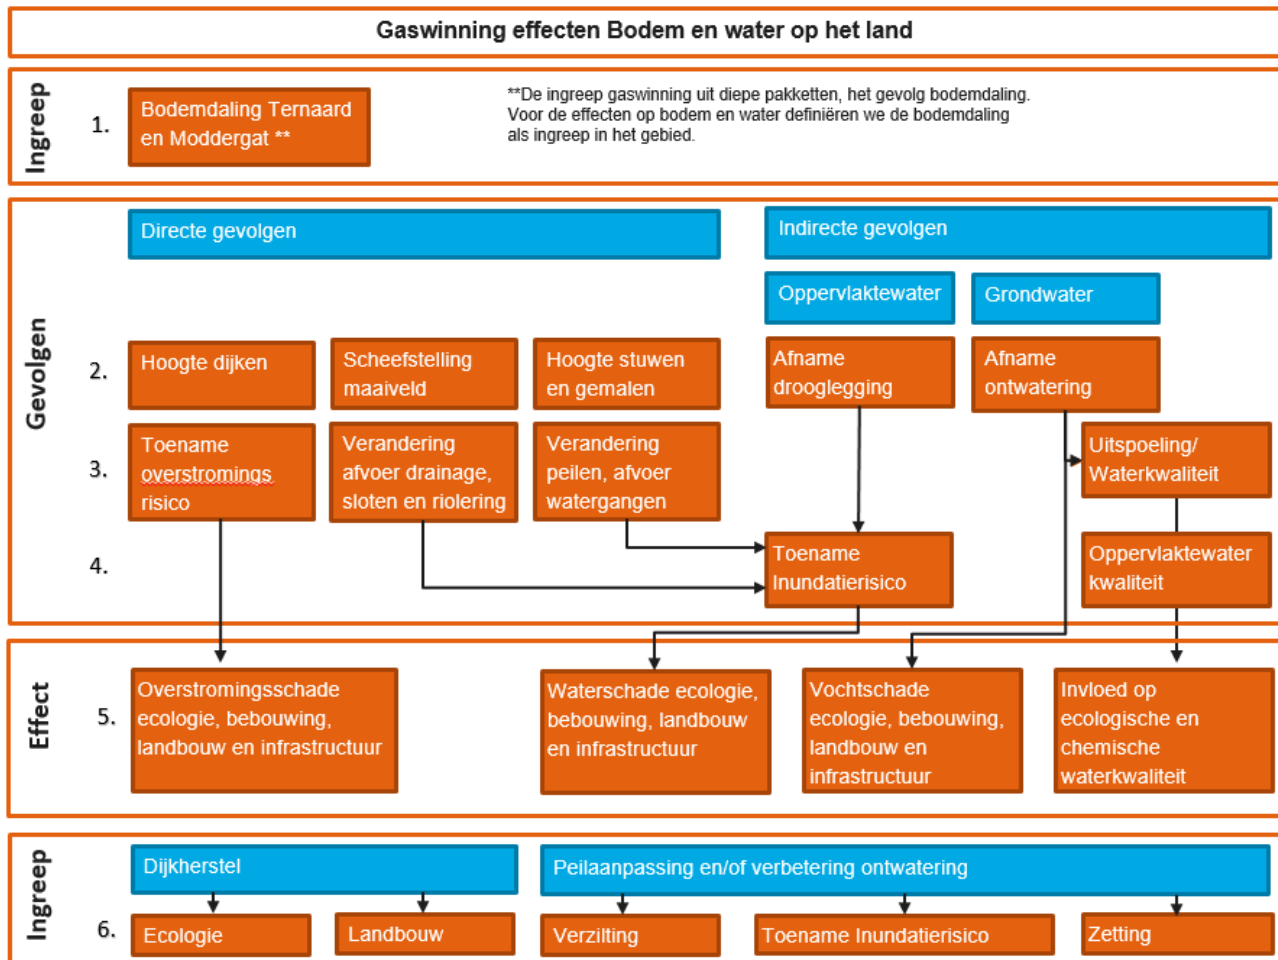 Gaswinning effecten Bodem en water op het land
Ingreep
1.
Bodemdaling Ternaard
en Moddergat **
**De ingreep gaswinning uit diepe pakketten, het gevolg bodemdaling.
Voor de effecten op bodem en water definiëren we de bodemdaling
als ingreep in het gebied.
Gevolgen
Directe gevolgen
Indirecte gevolgen
Oppervlaktewater
Grondwater
2.
Hoogte dijken
Scheefstelling
maaiveld
Hoogte stuwen
en gemalen
Afname
drooglegging
Afname
ontwatering
3.
Toename
overstromings
risico
Verandering
afvoer drainage,
sloten en riolering
Verandering
peilen, afvoer
watergangen
Uitspoeling/
Waterkwaliteit
4.
Toename
Inundatierisico
Oppervlaktewater
kwaliteit
Effect
5.
Overstromingsschade
ecologie, bebouwing,
landbouw en infrastructuur
Waterschade ecologie,
bebouwing, landbouw
en infrastructuur
Vochtschade
ecologie, bebouwing,
landbouw en
infrastructuur
Invloed op
ecologische en
chemische
waterkwaliteit
Ingreep
Dijkherstel
Peilaanpassing en/of verbetering ontwatering
6.
Ecologie
Landbouw
Verzilting
Toename Inundatierisico
Zetting